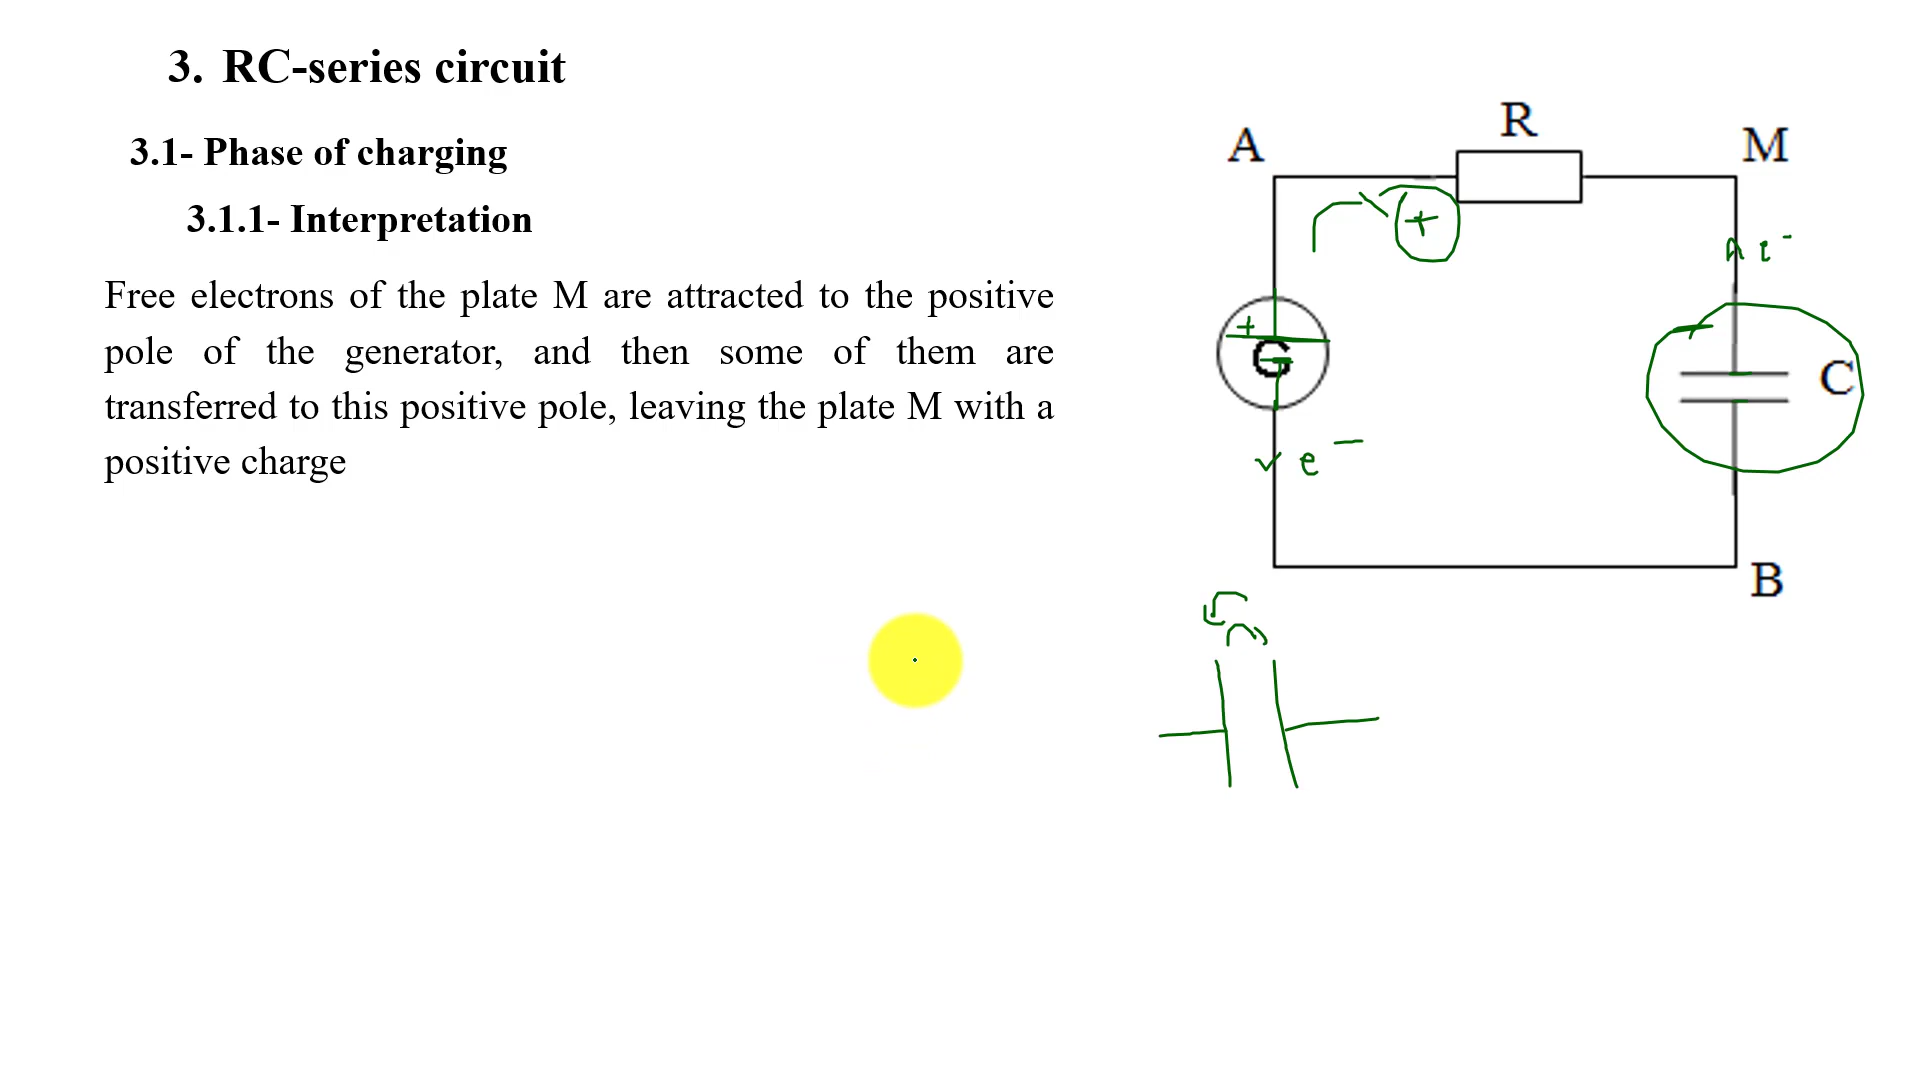 3. RC-series circuit
3.1- Phase of charging
3.1.1- Interpretation
Free electrons of the plate M are attracted to the positive
pole of the generator, and then some of them are
transferred to this positive pole, leaving the plate M with a
positive charge
R
A
M
+
e-
+
G
C
e-
B